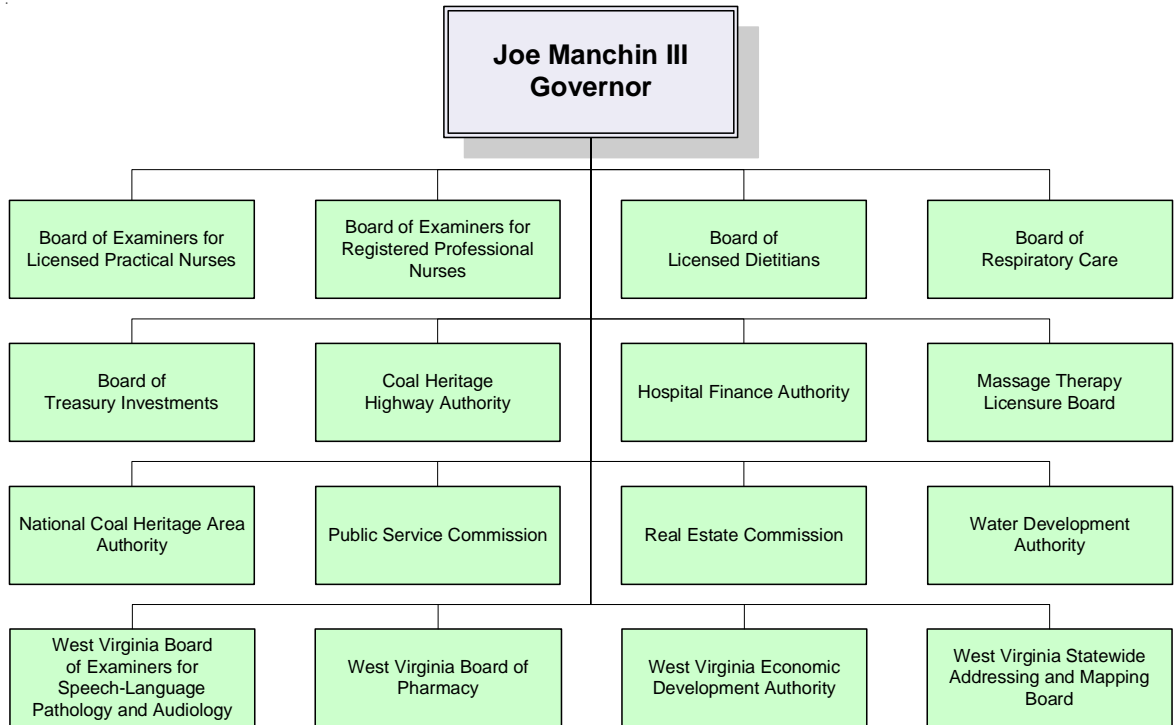 Joe Manchin III
Governor
Board of Examiners for
Licensed Practical Nurses
Board of Examiners for
Registered Professional
Nurses
Board of
Licensed Dietitians
Board of
Respiratory Care
Board of
Treasury Investments
Coal Heritage
Highway Authority
Hospital Finance Authority
Massage Therapy
Licensure Board
National Coal Heritage Area
Authority
Public Service Commission
Real Estate Commission
Water Development
Authority
West Virginia Board
of Examiners for
Speech-Language
Pathology and Audiology
West Virginia Board of
Pharmacy
West Virginia Economic
Development Authority
West Virginia Statewide
Addressing and Mapping
Board